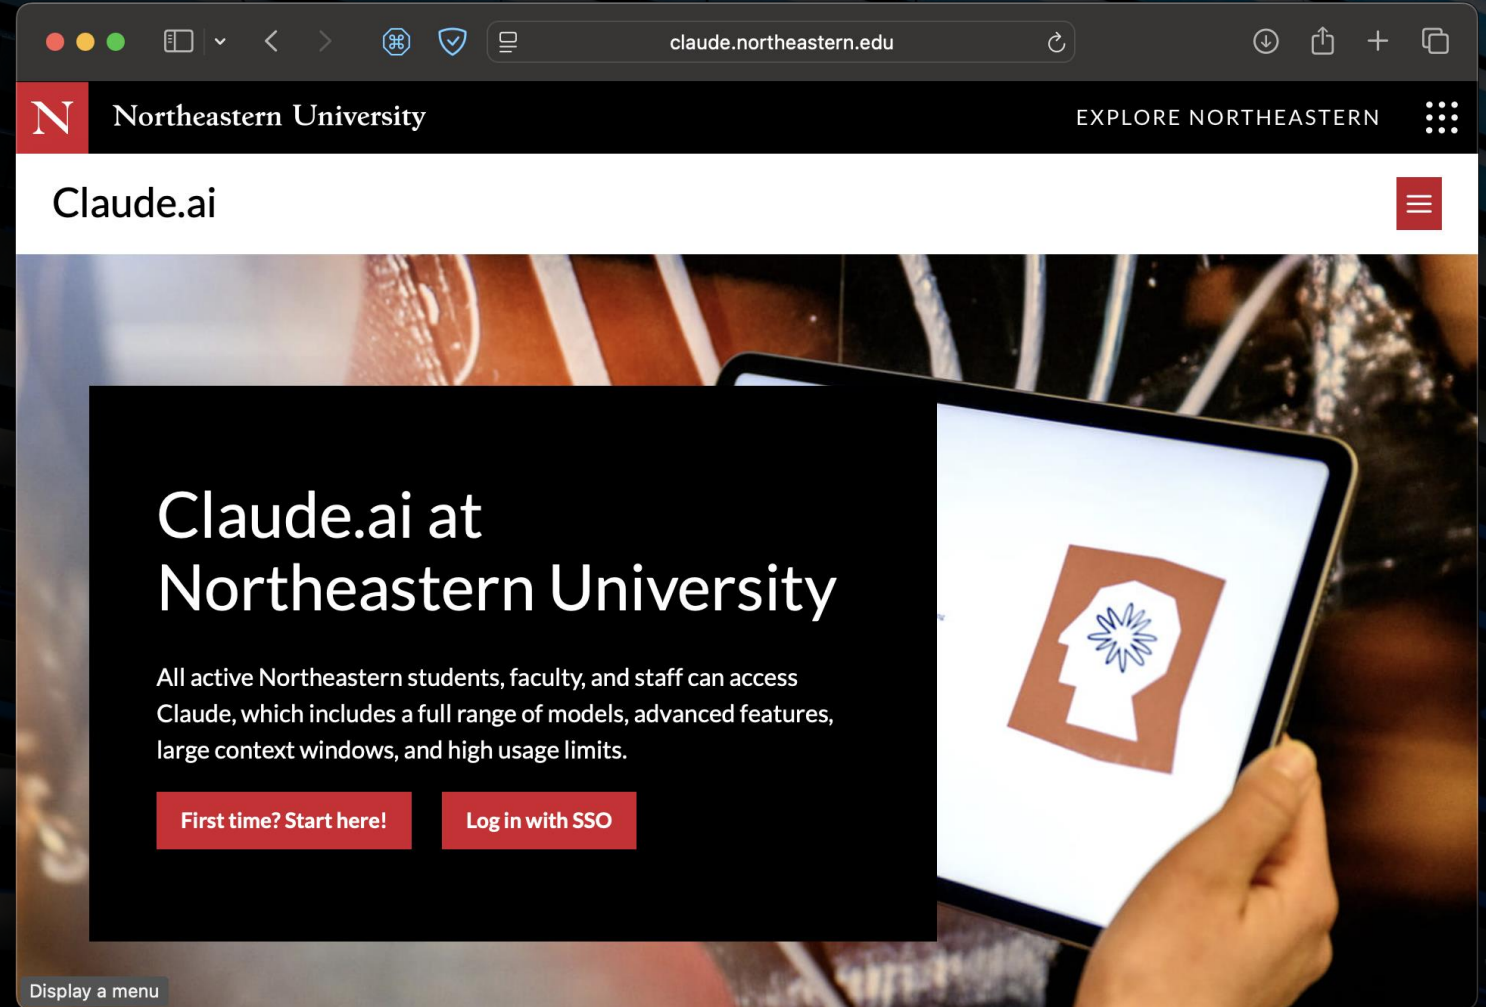 claude.northeastern.edu
N
Northeastern University
EXPLORE NORTHEASTERN
Claude.ai
Claude.ai at
Northeastern University
All active Northeastern students, faculty, and staff can access
Claude, which includes a full range of models, advanced features,
large context windows, and high usage limits.
First time? Start here!
Log in with SSO
Display a menu